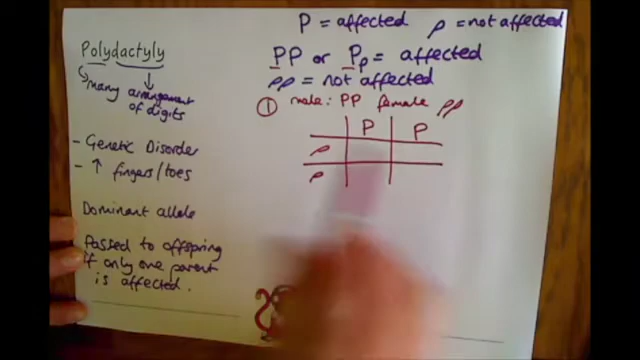 P = affected p = not affected
Polydactyly
PP or Pp = affected
pp = not affected
many arrangement
of digits
① male: PP female pp
P P
p
p
- Genetic Disorder
- ↑ fingers/toes
Dominant allele
Passed to offspring
if only one parent
is affected.